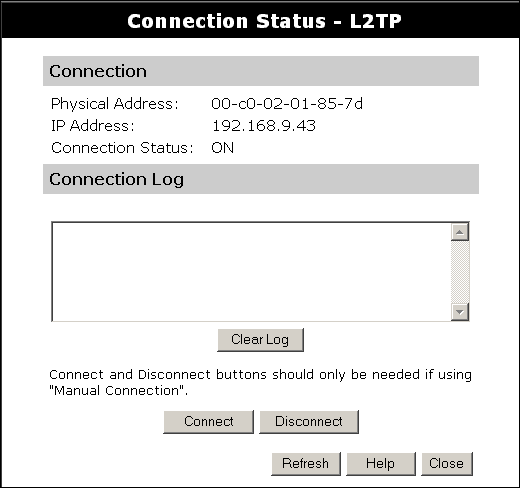 Connection Status - L2TP
Connection
Physical Address: 00-c0-02-01-85-7d
IP Address: 192.168.9.43
Connection Status: ON
Connection Log
Clear Log
Connect and Disconnect buttons should only be needed if using
"Manual Connection".
Connect Disconnect
Refresh Help Close